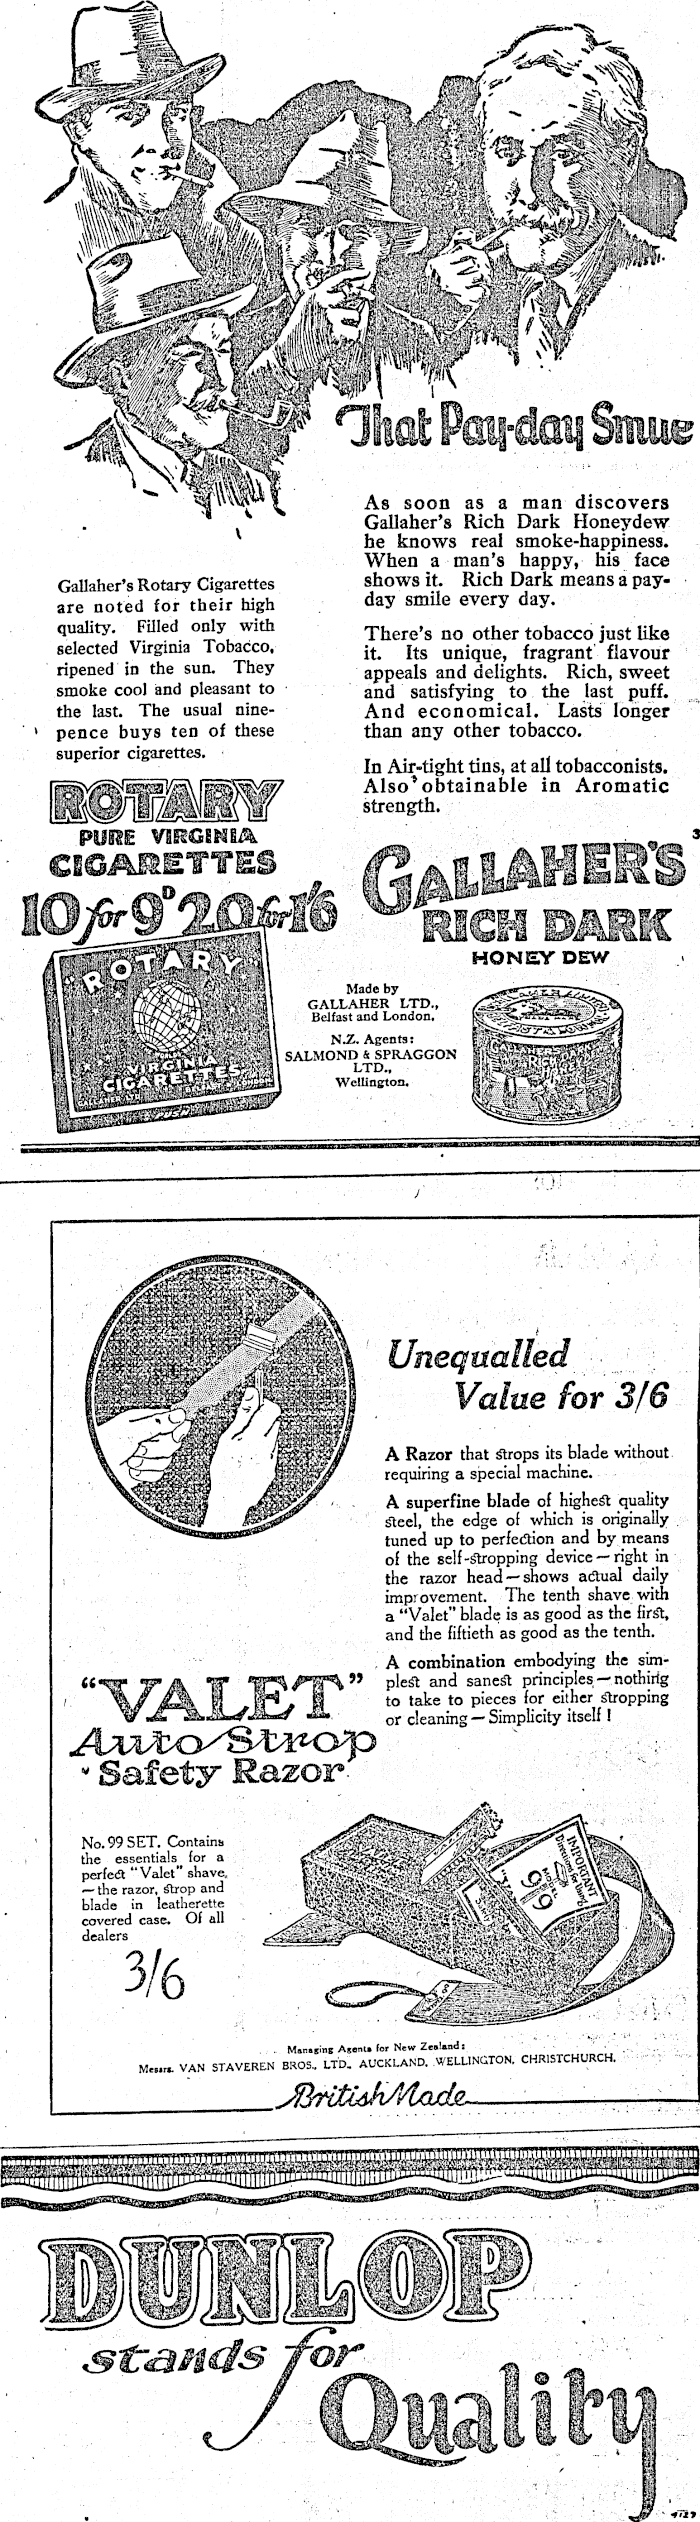 That Pay-day Smile
As soon as a man discovers
Gallaher's Rich Dark Honeydew
he knows real smoke-happiness.
When a man's happy, his face
shows it. Rich Dark means a pay-
day smile every day.
There's no other tobacco just like
it. Its unique, fragrant flavour
appeals and delights. Rich, sweet
and satisfying to the last puff.
And economical. Lasts longer
than any other tobacco.
In Air-tight tins, at all tobacconists.
Also obtainable in Aromatic
strength.
3
GALLAHER'S
RICH DARK
HONEY DEW
Gallaher's Rotary Cigarettes
are noted for their high
quality. Filled only with
selected Virginia Tobacco,
ripened in the sun. They
smoke cool and pleasant to
the last. The usual nine-
pence buys ten of these
superior cigarettes.
ROTARY
PURE VIRGINIA
CIGARETTES
10 for 9D 20 for 1/6
"ROTARY"
VIRGINIA
CIGARETTES
PUSH
Made by
GALLAHER LTD.,
Belfast and London.
N.Z. Agents:
SALMOND & SPRAGGON
LTD.,
Wellington.
Unequalled
Value for 3/6
A Razor that strops its blade without
requiring a special machine.
A superfine blade of highest quality
steel, the edge of which is originally
tuned up to perfection and by means
of the self-stropping device — right in
the razor head — shows actual daily
improvement. The tenth shave with
a "Valet" blade is as good as the first,
and the fiftieth as good as the tenth.
A combination embodying the sim-
plest and sanest principles — nothing
to take to pieces for either stropping
or cleaning — Simplicity itself !
"VALET"
Auto Strop
Safety Razor
No. 99 SET. Contains
the essentials for a
perfect "Valet" shave,
— the razor, strop and
blade in leatherette
covered case. Of all
dealers
3/6
IMPORTANT
No. 99
Managing Agents for New Zealand:
Messrs. VAN STAVEREN BROS., LTD., AUCKLAND, WELLINGTON, CHRISTCHURCH.
British Made
DUNLOP
stands for
Quality